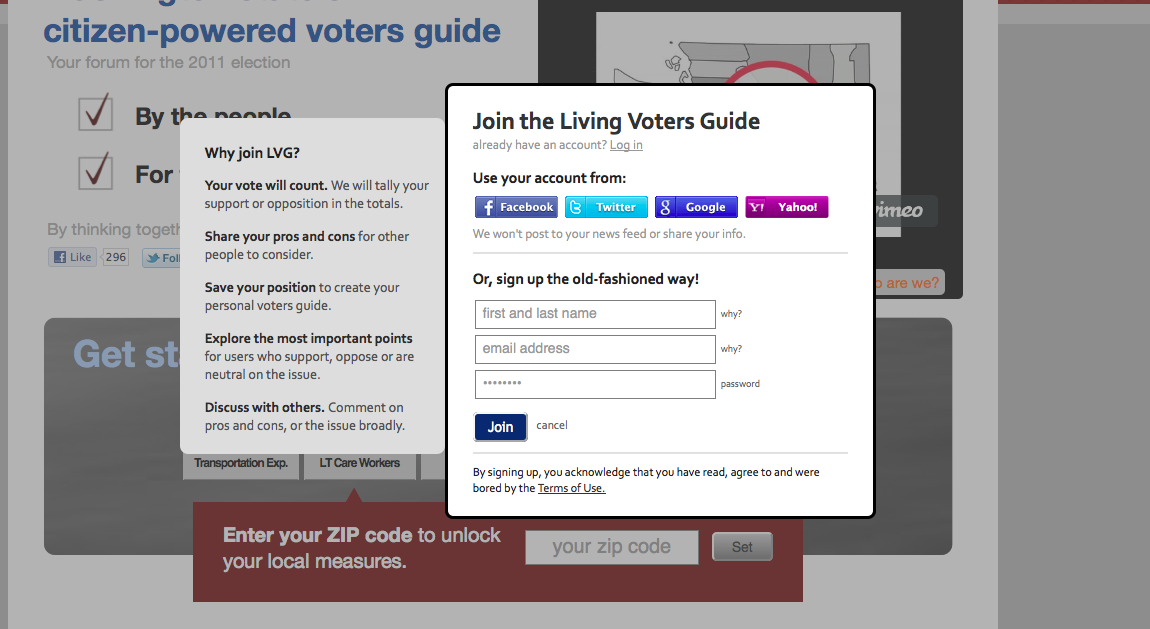 citizen-powered voters guide
Your forum for the 2011 election
By the people
For
By thinking
Like 296
vimeo
are we?
Why join LVG?
Your vote will count. We will tally your
support or opposition in the totals.
Share your pros and cons for other
people to consider.
Save your position to create your
personal voters guide.
Explore the most important points
for users who support, oppose or are
neutral on the issue.
Discuss with others. Comment on
pros and cons, or the issue broadly.
Join the Living Voters Guide
already have an account? Log in
Use your account from:
Facebook Twitter Google Yahoo!
We won't post to your news feed or share your info.
Or, sign up the old-fashioned way!
first and last name why?
email address why?
•••••••• password
Join cancel
By signing up, you acknowledge that you have read, agree to and were
bored by the Terms of Use.
Get
Transportation Exp. LT Care Workers
Enter your ZIP code to unlock
your local measures.
your zip code Set